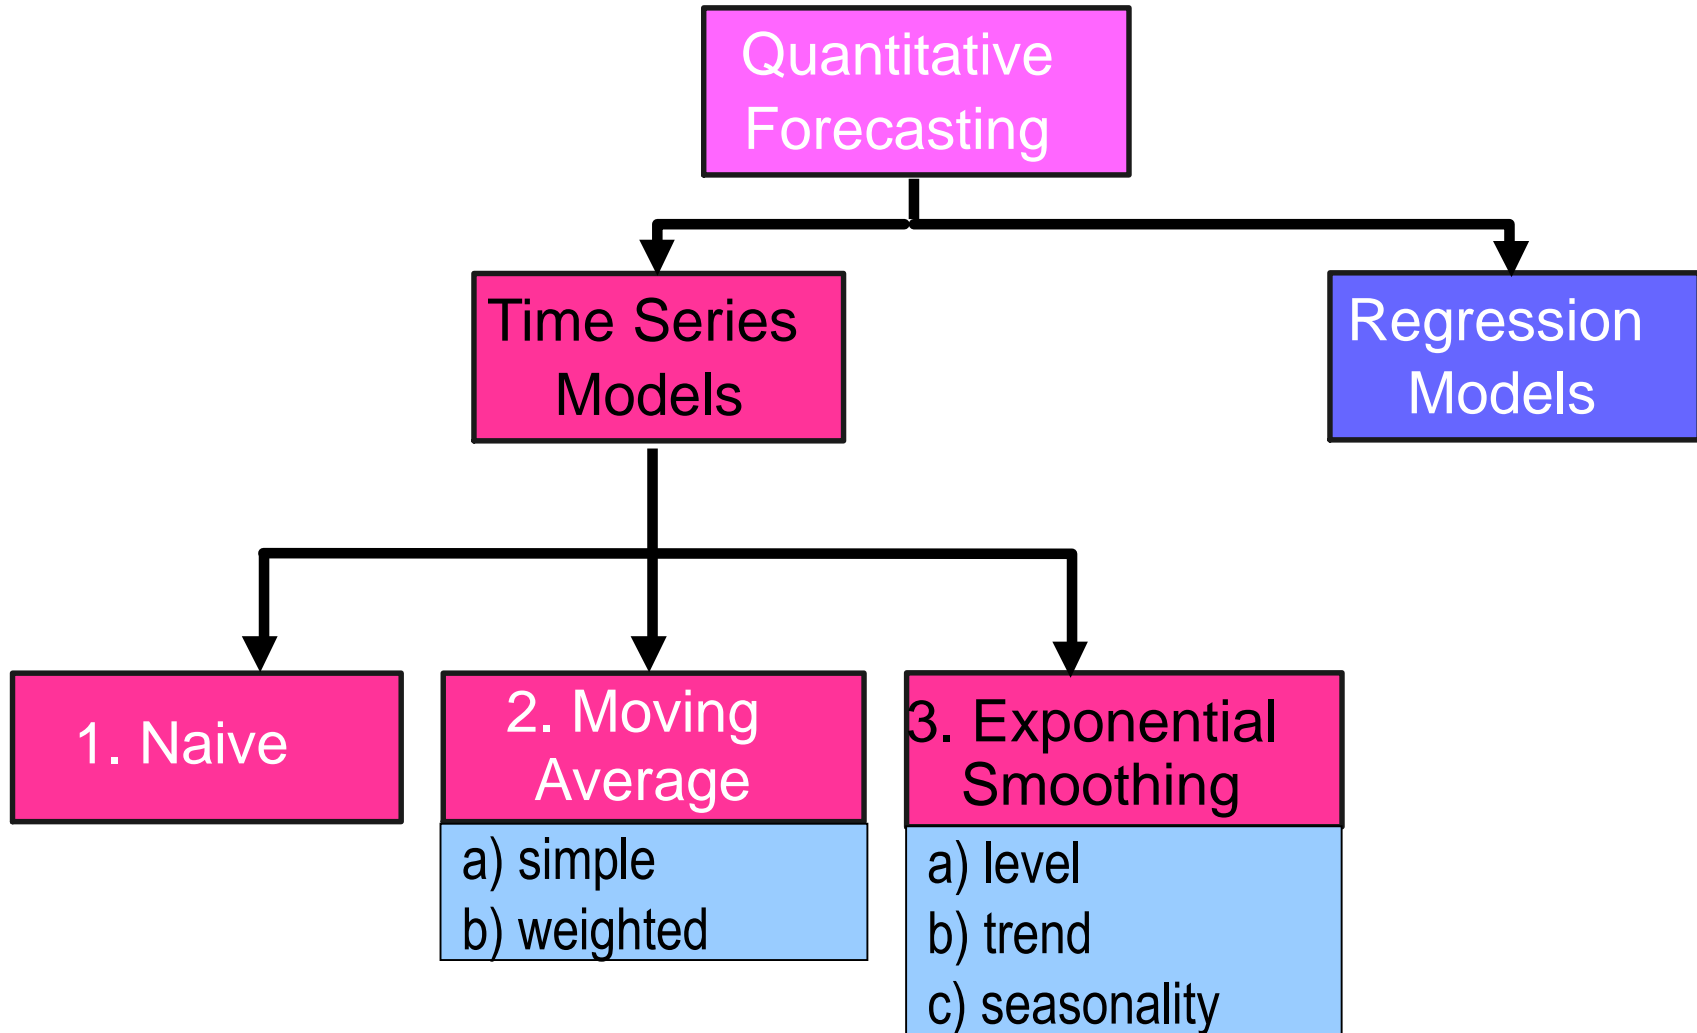 Quantitative
Forecasting
Time Series
Models
Regression
Models
1. Naive
2. Moving
Average
a) simple
b) weighted
3. Exponential
Smoothing
a) level
b) trend
c) seasonality